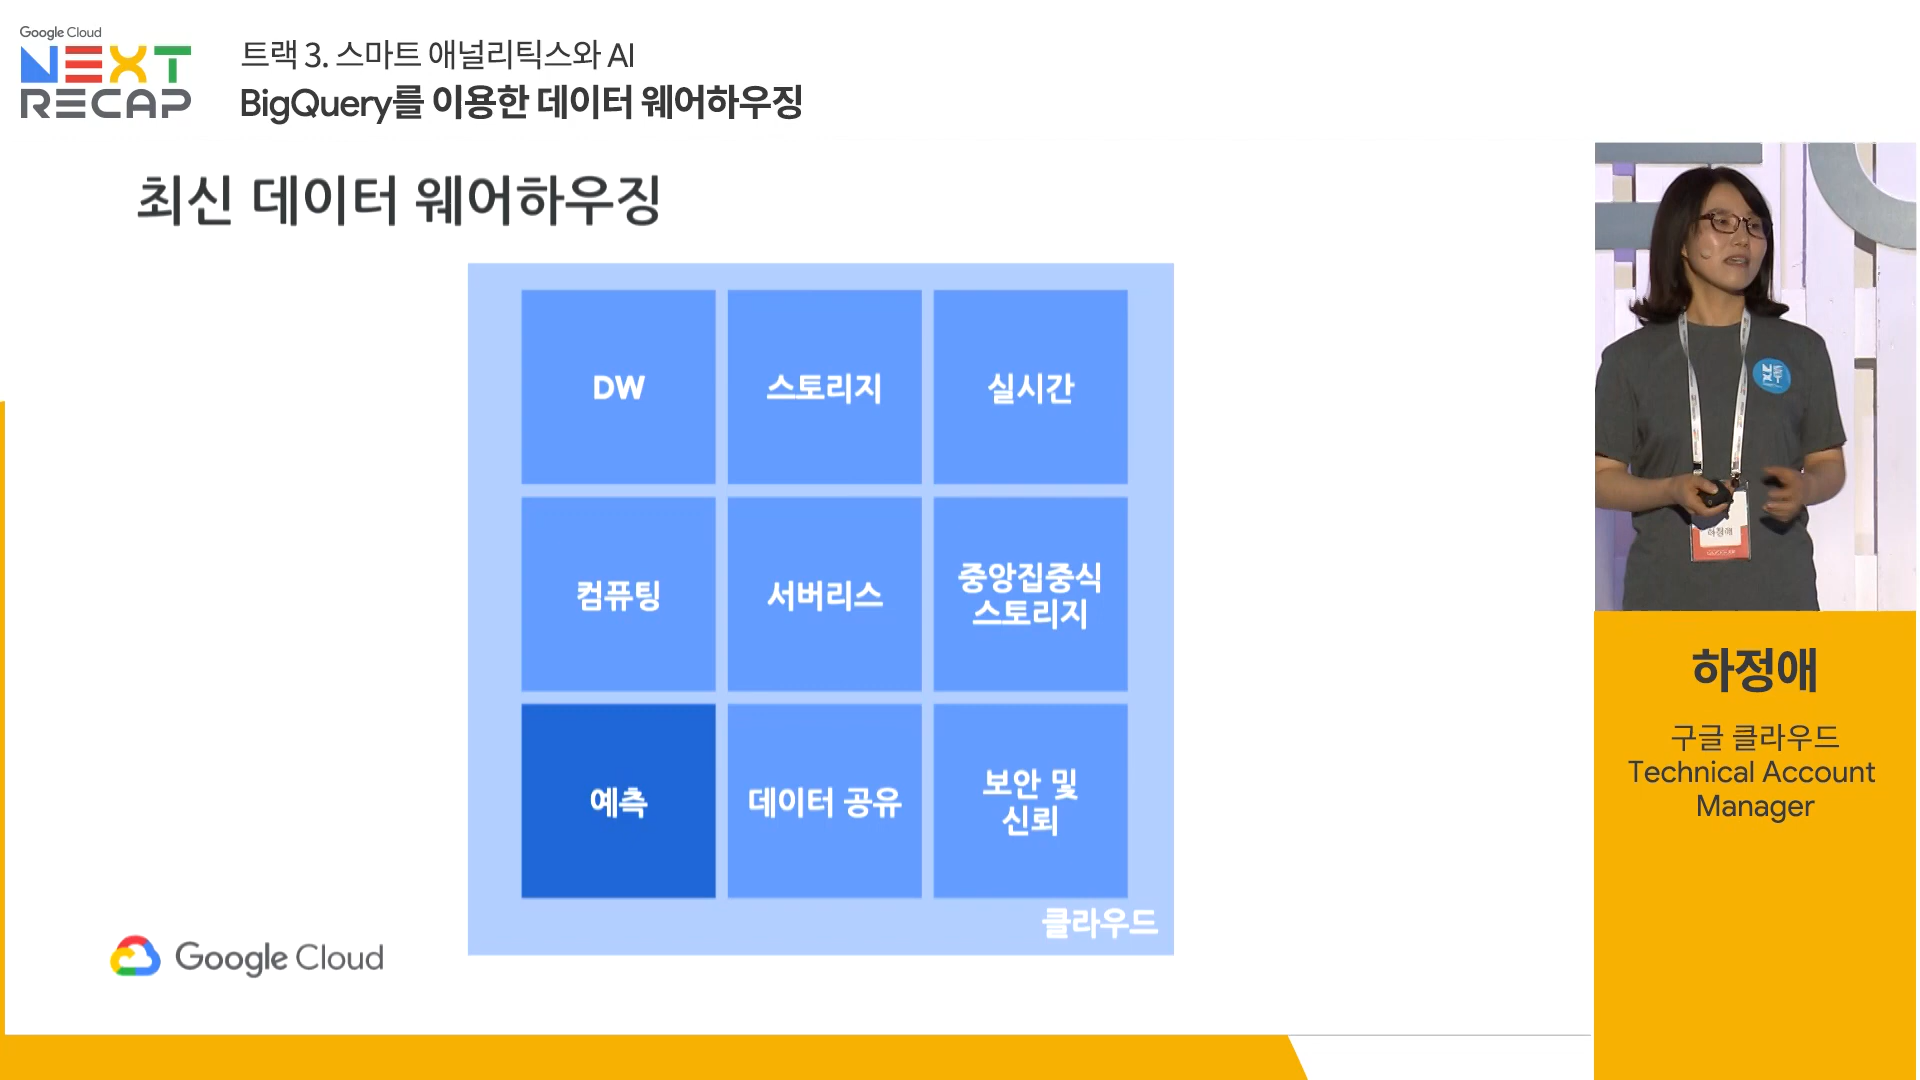 Google Cloud
NEXT
RECAP
트랙 3. 스마트 애널리틱스와 AI
BigQuery를 이용한 데이터 웨어하우징
최신 데이터 웨어하우징
DW
스토리지
실시간
컴퓨팅
서버리스
중앙집중식
스토리지
예측
데이터 공유
보안 및
신뢰
클라우드
Google Cloud
NE
XT
하정애
하정애
구글 클라우드
Technical Account
Manager